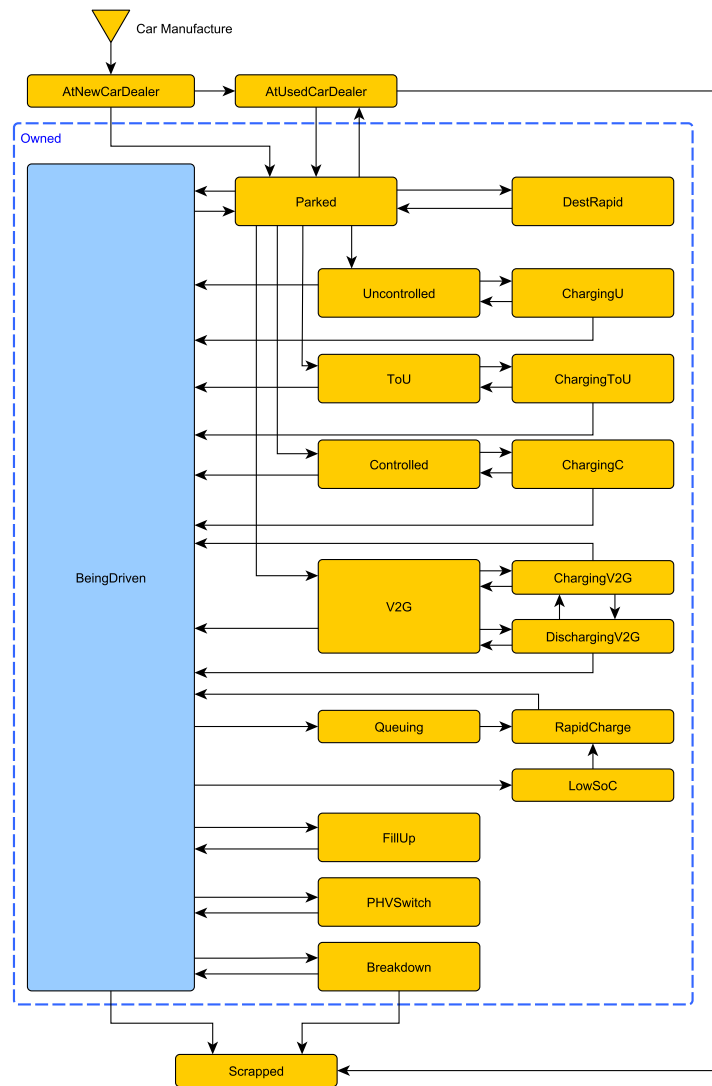 Car Manufacture
AtNewCarDealer
AtUsedCarDealer
Owned
Parked
DestRapid
Uncontrolled
ChargingU
ToU
ChargingToU
Controlled
ChargingC
BeingDriven
V2G
ChargingV2G
DischargingV2G
Queuing
RapidCharge
LowSoC
FillUp
PHVSwitch
Breakdown
Scrapped